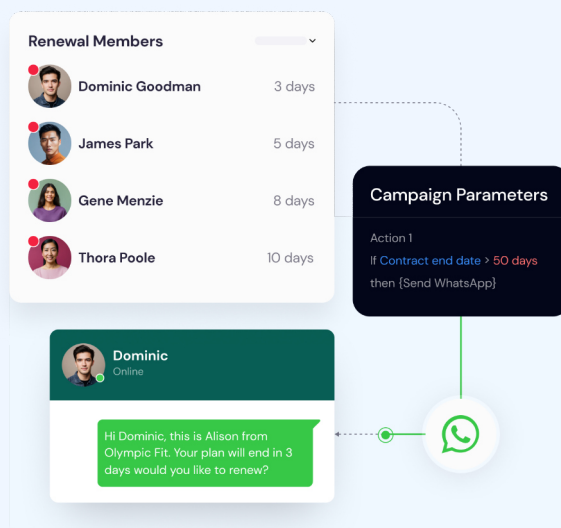 Renewal Members
Dominic Goodman 3 days
James Park 5 days
Gene Menzie 8 days
Thora Poole 10 days
Campaign Parameters
Action 1
If Contract end date > 50 days
then {Send WhatsApp}
Dominic
Online
Hi Dominic, this is Alison from
Olympic Fit. Your plan will end in 3
days would you like to renew?